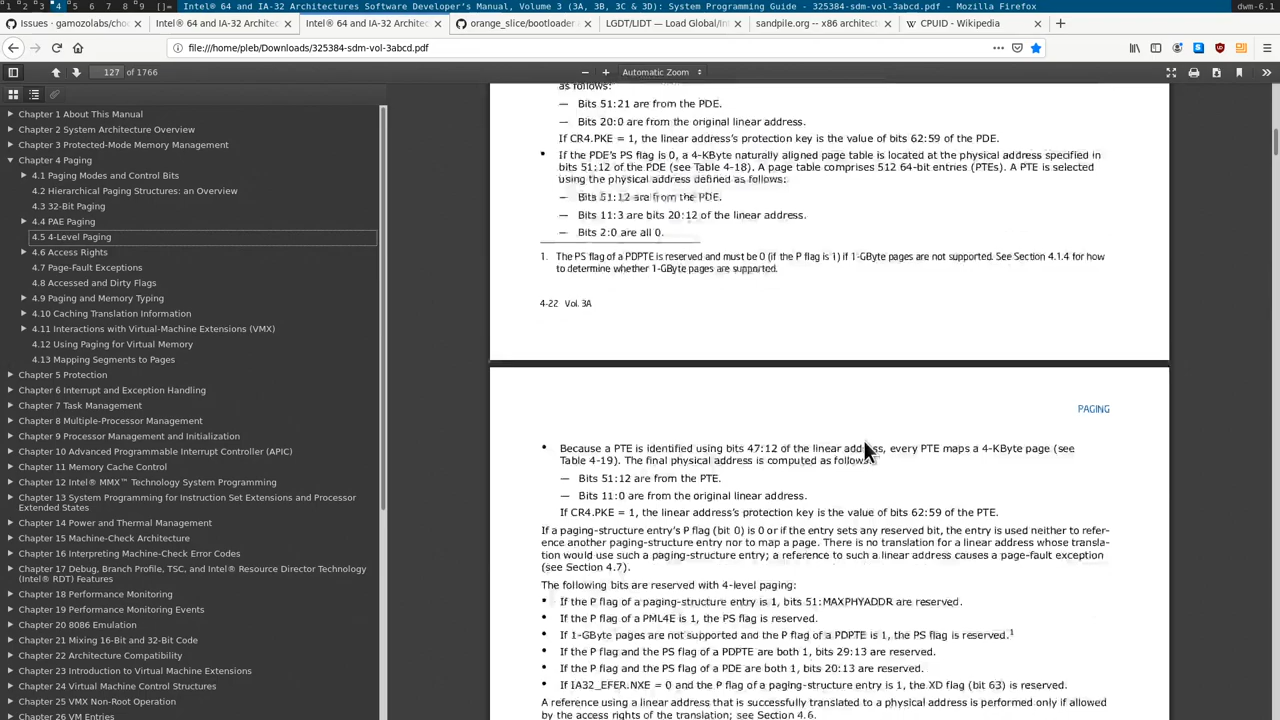 1 2 3 4 5 6 7 8 9 []= Intel® 64 and IA-32 Architectures Software Developer's Manual, Volume 3 (3A, 3B, 3C & 3D): System Programming Guide - 325384-sdm-vol-3abcd.pdf - Mozilla Firefox dwm-6.1
Issues · gamozolabs/choc
Intel® 64 and IA-32 Architec
Intel® 64 and IA-32 Architec
orange_slice/bootloader
LGDT/LIDT — Load Global/In
sandpile.org -- x86 architect
CPUID - Wikipedia
file:///home/pleb/Downloads/325384-sdm-vol-3abcd.pdf
127 of 1766
Automatic Zoom
Chapter 1 About This Manual
Chapter 2 System Architecture Overview
Chapter 3 Protected-Mode Memory Management
Chapter 4 Paging
4.1 Paging Modes and Control Bits
4.2 Hierarchical Paging Structures: an Overview
4.3 32-Bit Paging
4.4 PAE Paging
4.5 4-Level Paging
4.6 Access Rights
4.7 Page-Fault Exceptions
4.8 Accessed and Dirty Flags
4.9 Paging and Memory Typing
4.10 Caching Translation Information
4.11 Interactions with Virtual-Machine Extensions (VMX)
4.12 Using Paging for Virtual Memory
4.13 Mapping Segments to Pages
Chapter 5 Protection
Chapter 6 Interrupt and Exception Handling
Chapter 7 Task Management
Chapter 8 Multiple-Processor Management
Chapter 9 Processor Management and Initialization
Chapter 10 Advanced Programmable Interrupt Controller (APIC)
Chapter 11 Memory Cache Control
Chapter 12 Intel® MMX™ Technology System Programming
Chapter 13 System Programming for Instruction Set Extensions and Processor
Extended States
Chapter 14 Power and Thermal Management
Chapter 15 Machine-Check Architecture
Chapter 16 Interpreting Machine-Check Error Codes
Chapter 17 Debug, Branch Profile, TSC, and Intel® Resource Director Technology
(Intel® RDT) Features
Chapter 18 Performance Monitoring
Chapter 19 Performance Monitoring Events
Chapter 20 8086 Emulation
Chapter 21 Mixing 16-Bit and 32-Bit Code
Chapter 22 Architecture Compatibility
Chapter 23 Introduction to Virtual Machine Extensions
Chapter 24 Virtual Machine Control Structures
Chapter 25 VMX Non-Root Operation
Chapter 26 VM Entries
as follows:
— Bits 51:21 are from the PDE.
— Bits 20:0 are from the original linear address.
If CR4.PKE = 1, the linear address's protection key is the value of bits 62:59 of the PDE.
• If the PDE's PS flag is 0, a 4-KByte naturally aligned page table is located at the physical address specified in
bits 51:12 of the PDE (see Table 4-18). A page table comprises 512 64-bit entries (PTEs). A PTE is selected
using the physical address defined as follows:
— Bits 51:12 are from the PDE.
— Bits 11:3 are bits 20:12 of the linear address.
— Bits 2:0 are all 0.
1. The PS flag of a PDPTE is reserved and must be 0 (if the P flag is 1) if 1-GByte pages are not supported. See Section 4.1.4 for how
to determine whether 1-GByte pages are supported.
4-22 Vol. 3A
PAGING
• Because a PTE is identified using bits 47:12 of the linear address, every PTE maps a 4-KByte page (see
Table 4-19). The final physical address is computed as follows:
— Bits 51:12 are from the PTE.
— Bits 11:0 are from the original linear address.
If CR4.PKE = 1, the linear address's protection key is the value of bits 62:59 of the PTE.
If a paging-structure entry's P flag (bit 0) is 0 or if the entry sets any reserved bit, the entry is used neither to refer-
ence another paging-structure entry nor to map a page. There is no translation for a linear address whose transla-
tion would use such a paging-structure entry; a reference to such a linear address causes a page-fault exception
(see Section 4.7).
The following bits are reserved with 4-level paging:
• If the P flag of a paging-structure entry is 1, bits 51:MAXPHYADDR are reserved.
• If the P flag of a PML4E is 1, the PS flag is reserved.
• If 1-GByte pages are not supported and the P flag of a PDPTE is 1, the PS flag is reserved.1
• If the P flag and the PS flag of a PDPTE are both 1, bits 29:13 are reserved.
• If the P flag and the PS flag of a PDE are both 1, bits 20:13 are reserved.
• If IA32_EFER.NXE = 0 and the P flag of a paging-structure entry is 1, the XD flag (bit 63) is reserved.
A reference using a linear address that is successfully translated to a physical address is performed only if allowed
by the access rights of the translation; see Section 4.6.